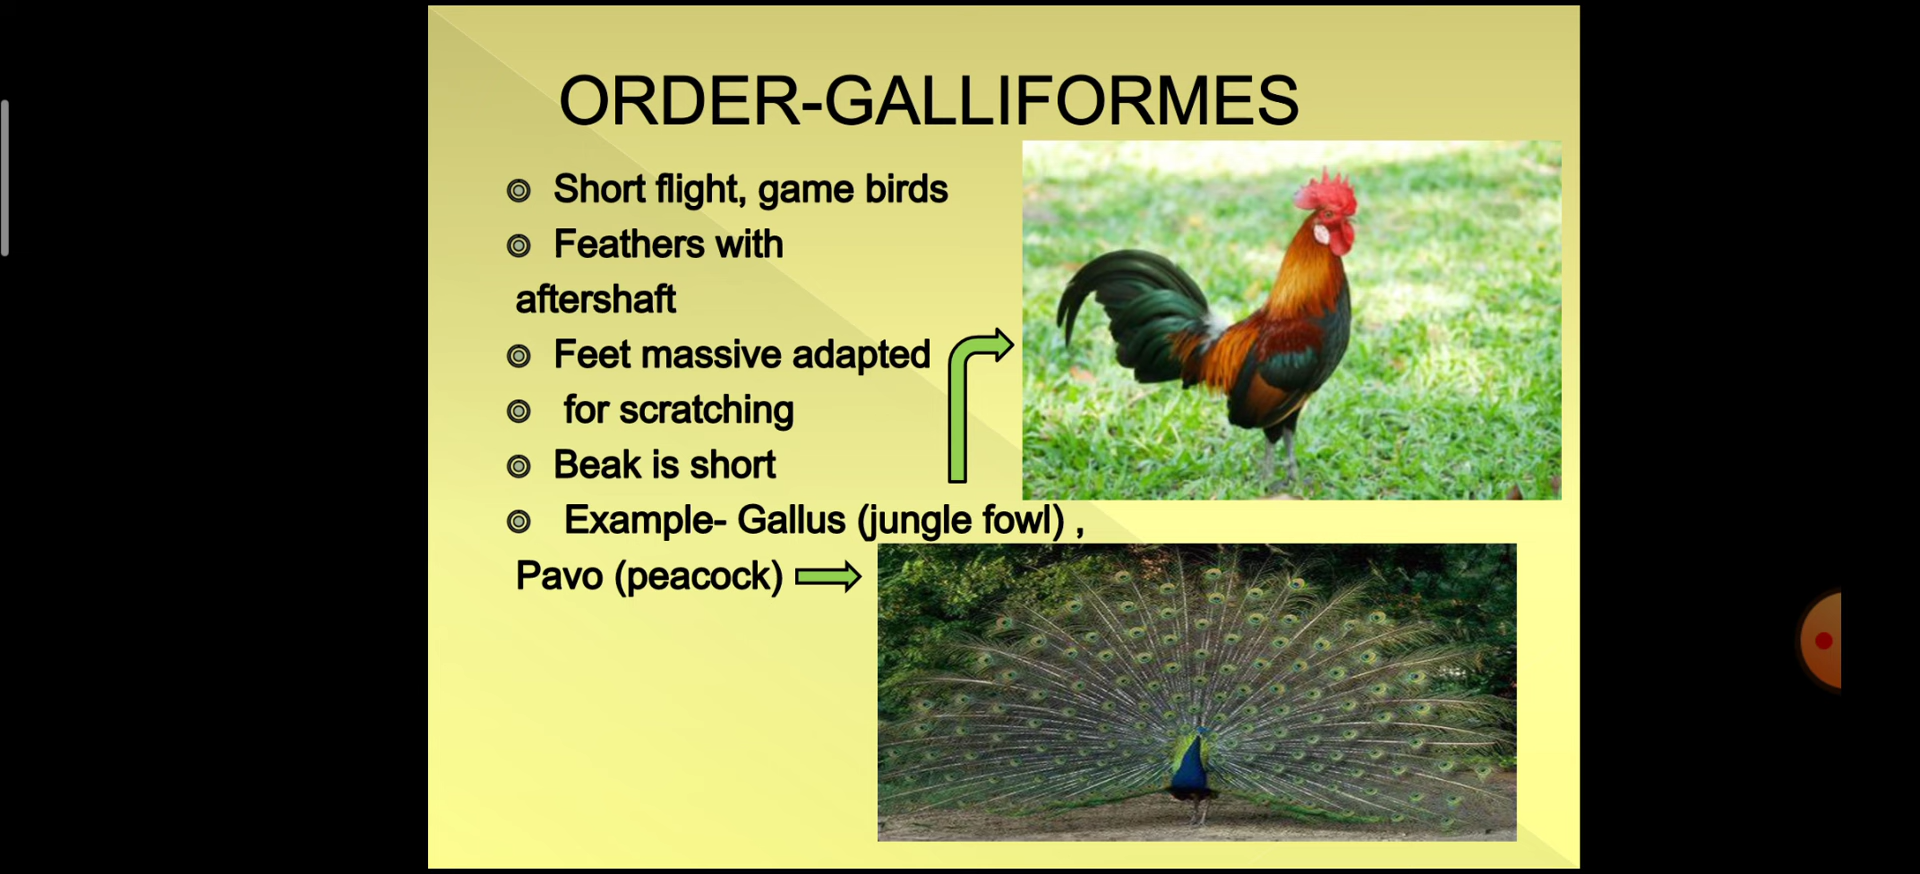 ORDER-GALLIFORMES
Short flight, game birds
Feathers with
aftershaft
Feet massive adapted
for scratching
Beak is short
Example- Gallus (jungle fowl) ,
Pavo (peacock)